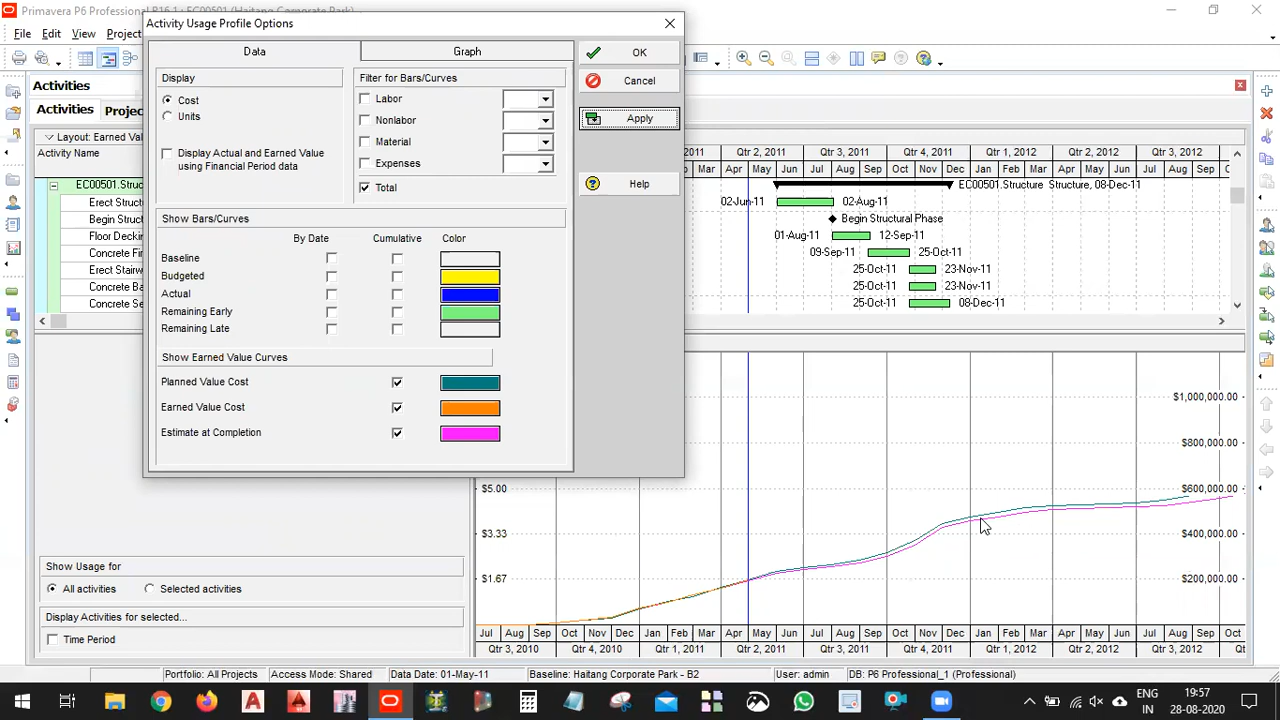 Primavera P6 Professional R16.1 : EC00501 (Haitang Corporate Park)
Activity Usage Profile Options
File Edit View Project
Data Graph
OK
Cancel
Apply
Help
Display
Cost
Units
Display Actual and Earned Value
using Financial Period data
Filter for Bars/Curves
Labor
Nonlabor
Material
Expenses
Total
Show Bars/Curves
By Date Cumulative Color
Baseline
Budgeted
Actual
Remaining Early
Remaining Late
Show Earned Value Curves
Planned Value Cost
Earned Value Cost
Estimate at Completion
Activities
Activities
Layout: Earned
Activity Name
EC00501.Struc
Erect Struct
Begin Struct
Floor Deckin
Concrete Fi
Erect Stairw
Concrete Ba
Concrete Se
2011 Qtr 2, 2011 Qtr 3, 2011 Qtr 4, 2011 Qtr 1, 2012 Qtr 2, 2012 Qtr 3, 2012
Mar Apr May Jun Jul Aug Sep Oct Nov Dec Jan Feb Mar Apr May Jun Jul Aug Sep
EC00501.Structure Structure, 08-Dec-11
02-Jun-11 02-Aug-11
Begin Structural Phase
01-Aug-11 12-Sep-11
09-Sep-11 25-Oct-11
25-Oct-11 23-Nov-11
25-Oct-11 23-Nov-11
25-Oct-11 08-Dec-11
$1,000,000.00
$800,000.00
$5.00 $600,000.00
$3.33 $400,000.00
$1.67 $200,000.00
Show Usage for
All activities Selected activities
Display Activities for selected...
Time Period
Jul Aug Sep Oct Nov Dec Jan Feb Mar Apr May Jun Jul Aug Sep Oct Nov Dec Jan Feb Mar Apr May Jun Jul Aug Sep Oct
Qtr 3, 2010 Qtr 4, 2010 Qtr 1, 2011 Qtr 2, 2011 Qtr 3, 2011 Qtr 4, 2011 Qtr 1, 2012 Qtr 2, 2012 Qtr 3, 2012
Portfolio: All Projects Access Mode: Shared Data Date: 01-May-11 Baseline: Haitang Corporate Park - B2 User: admin DB: P6 Professional_1 (Professional)
ENG
IN
19:57
28-08-2020